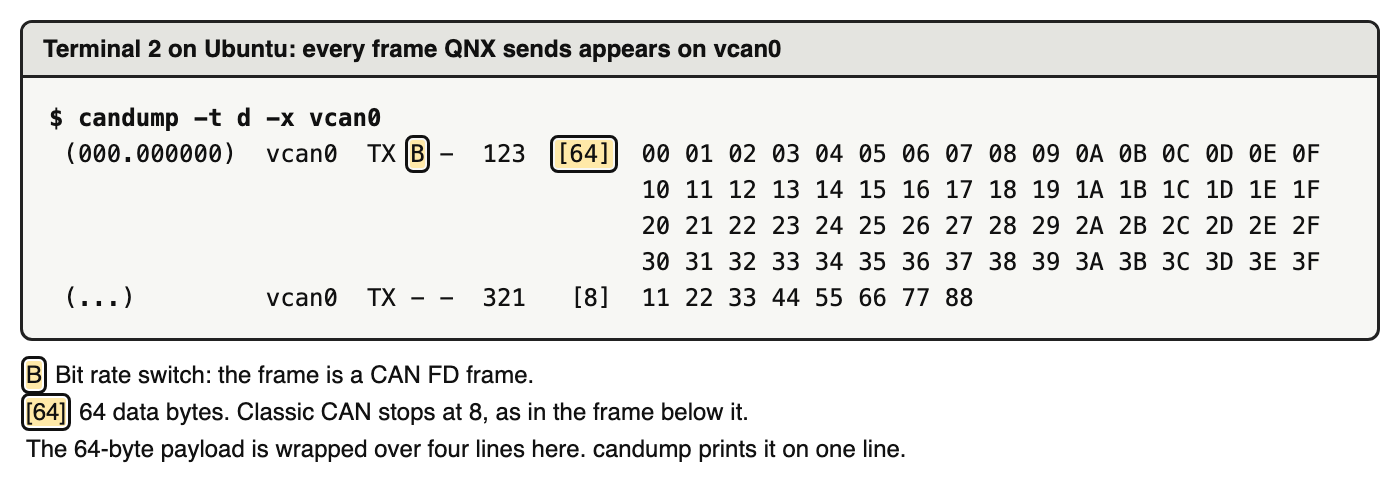 Terminal 2 on Ubuntu: every frame QNX sends appears on vcan0
$ candump -t d -x vcan0
(000.000000) vcan0 TX B - 123 [64] 00 01 02 03 04 05 06 07 08 09 0A 0B 0C 0D 0E 0F
10 11 12 13 14 15 16 17 18 19 1A 1B 1C 1D 1E 1F
20 21 22 23 24 25 26 27 28 29 2A 2B 2C 2D 2E 2F
30 31 32 33 34 35 36 37 38 39 3A 3B 3C 3D 3E 3F
(...) vcan0 TX - - 321 [8] 11 22 33 44 55 66 77 88
B Bit rate switch: the frame is a CAN FD frame.
[64] 64 data bytes. Classic CAN stops at 8, as in the frame below it.
The 64-byte payload is wrapped over four lines here. candump prints it on one line.